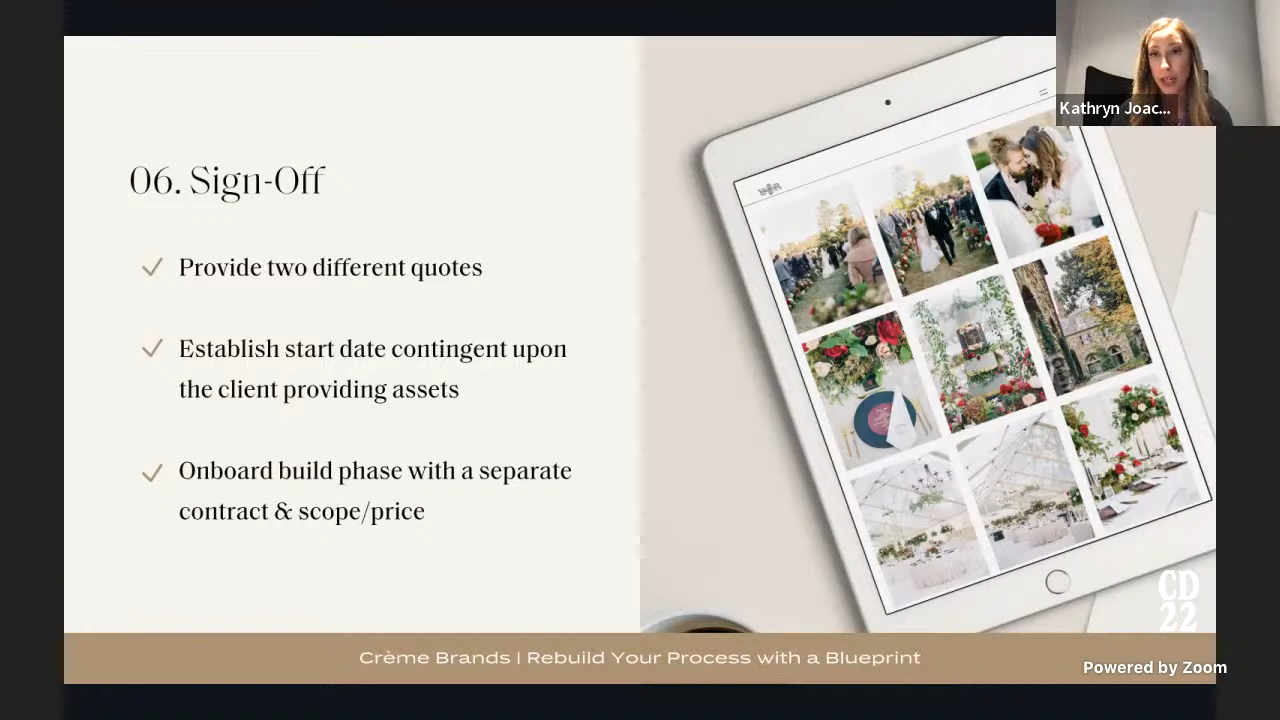 Kathryn Joac...
06. Sign-Off
Provide two different quotes
Establish start date contingent upon
the client providing assets
Onboard build phase with a separate
contract & scope/price
CD
22
Crème Brands | Rebuild Your Process with a Blueprint
Powered by Zoom